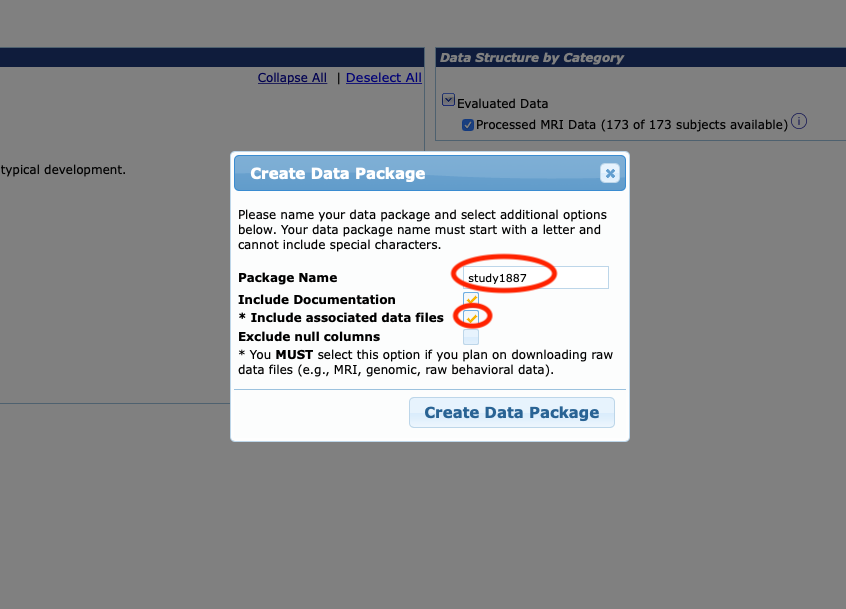 Data Structure by Category
Collapse All | Deselect All
Evaluated Data
Processed MRI Data (173 of 173 subjects available)
typical development.
Create Data Package
Please name your data package and select additional options
below. Your data package name must start with a letter and
cannot include special characters.
Package Name study1887
Include Documentation
* Include associated data files
Exclude null columns
* You MUST select this option if you plan on downloading raw
data files (e.g., MRI, genomic, raw behavioral data).
Create Data Package